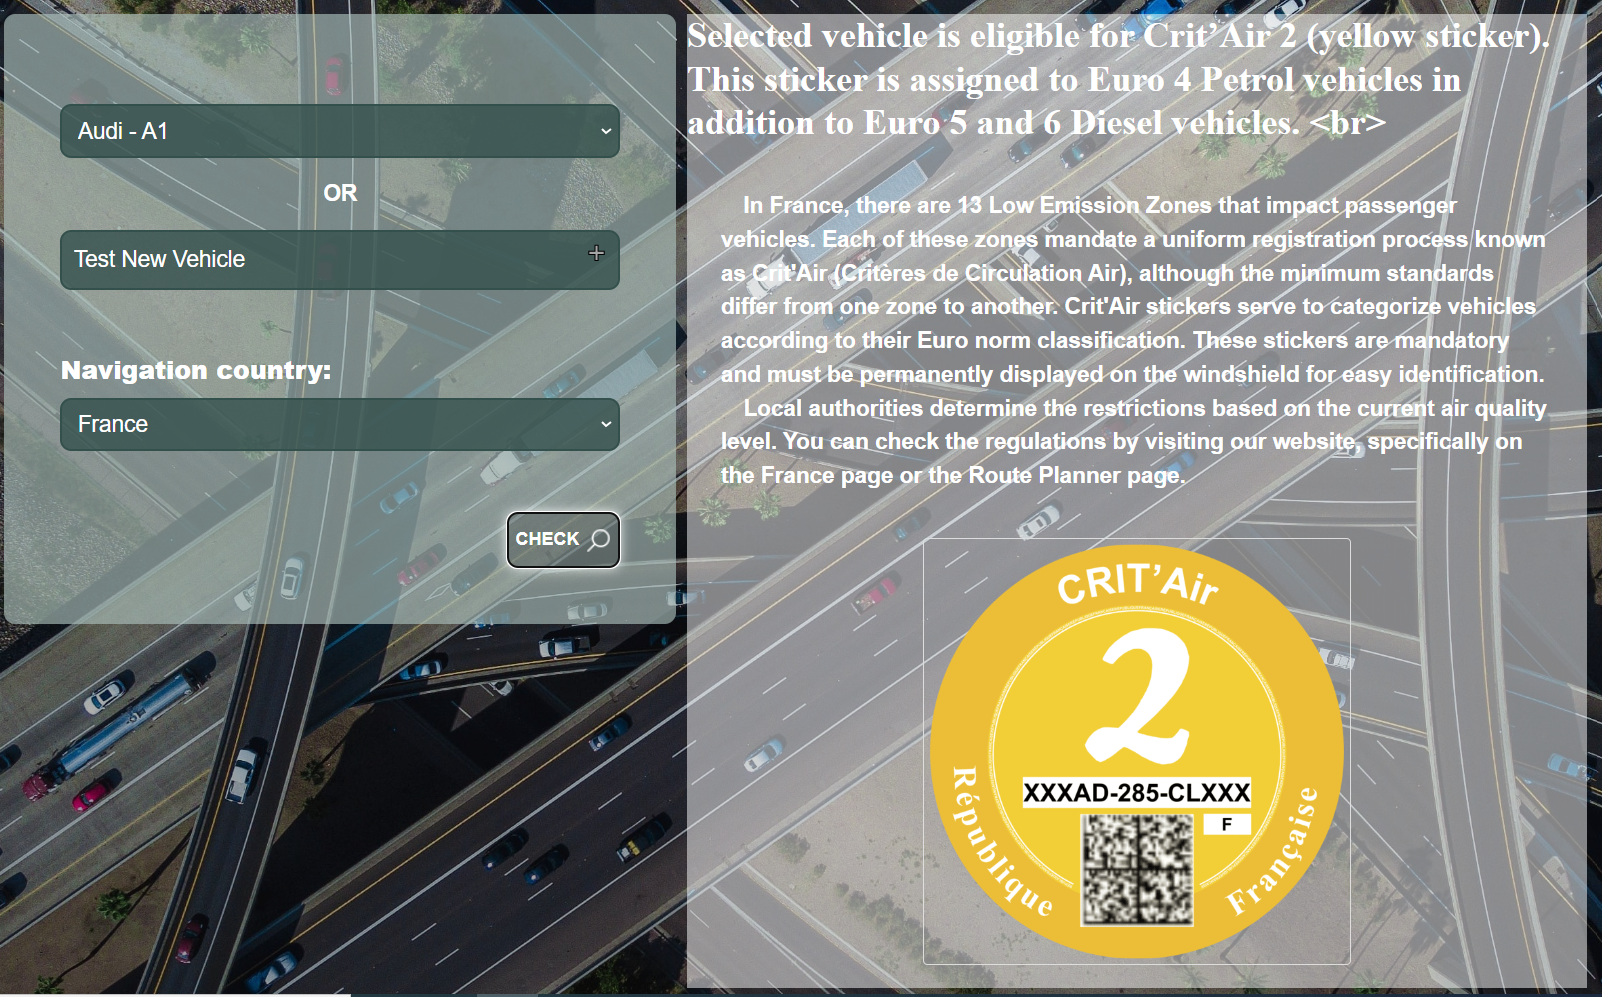 Audi - A1
OR
Test New Vehicle
Navigation country:
France
CHECK
Selected vehicle is eligible for Crit’Air 2 (yellow sticker).
This sticker is assigned to Euro 4 Petrol vehicles in
addition to Euro 5 and 6 Diesel vehicles. <br>
In France, there are 13 Low Emission Zones that impact passenger
vehicles. Each of these zones mandate a uniform registration process known
as Crit'Air (Critères de Circulation Air), although the minimum standards
differ from one zone to another. Crit'Air stickers serve to categorize vehicles
according to their Euro norm classification. These stickers are mandatory
and must be permanently displayed on the windshield for easy identification.
Local authorities determine the restrictions based on the current air quality
level. You can check the regulations by visiting our website, specifically on
the France page or the Route Planner page.
CRIT’Air
2
XXXAD-285-CLXXX
F
République Française